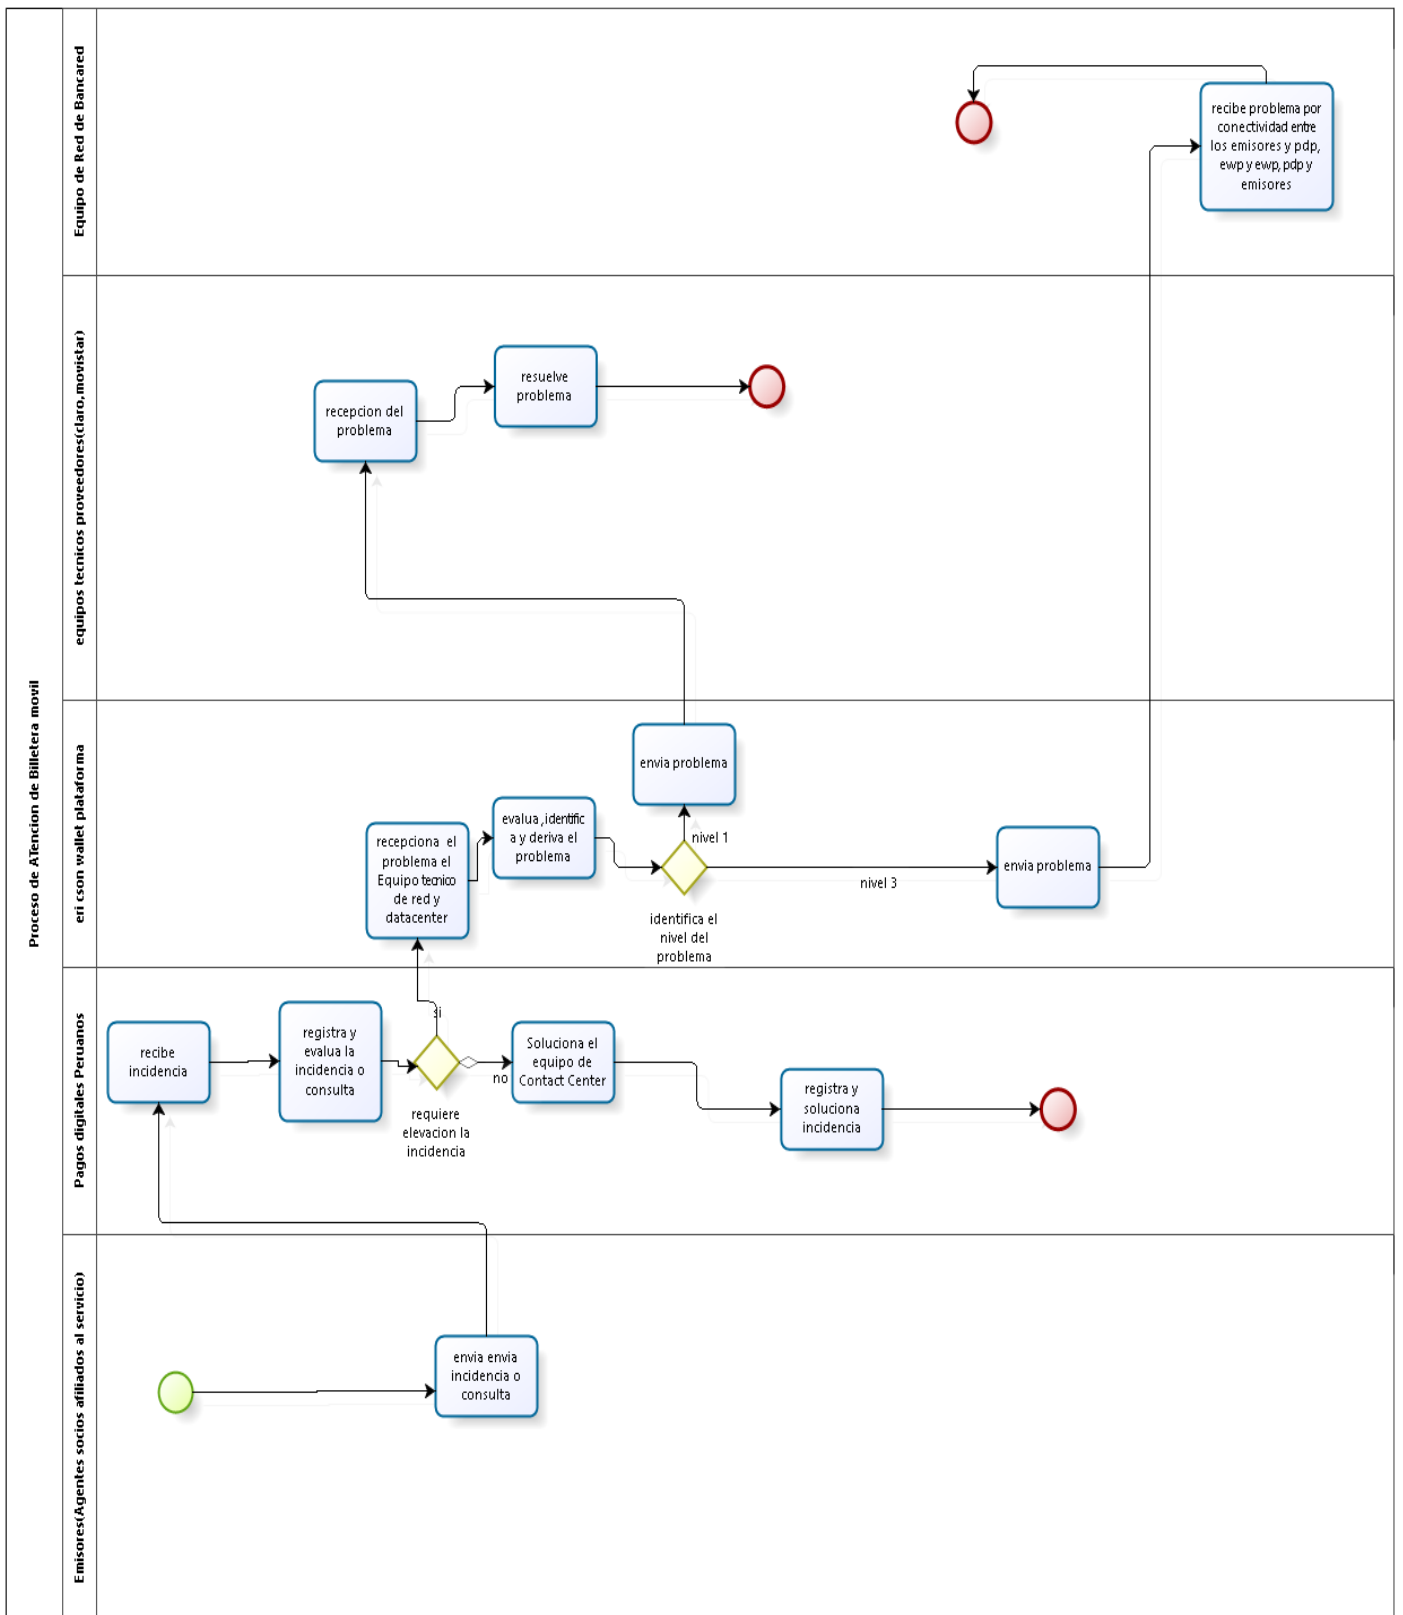 Proceso de ATencion de Billetera movil
Equipo de Red de Bancared
recibe problema por
conectividad entre
los emisores y pdp,
ewp y ewp, pdp y
emisores
equipos tecnicos proveedores(claro,movistar)
recepcion del
problema
resuelve
problema
eri cson wallet plataforma
envia problema
nivel 1
recepciona el
problema el
Equipo tecnico
de red y
datacenter
evalua ,identific
a y deriva el
problema
identifica el
nivel del
problema
nivel 3
envia problema
Pagos digitales Peruanos
recibe
incidencia
registra y
evalua la
incidencia o
consulta
si
requiere
elevacion la
incidencia
no
Soluciona el
equipo de
Contact Center
registra y
soluciona
incidencia
Emisores(Agentes socios afiliados al servicio)
envia envia
incidencia o
consulta